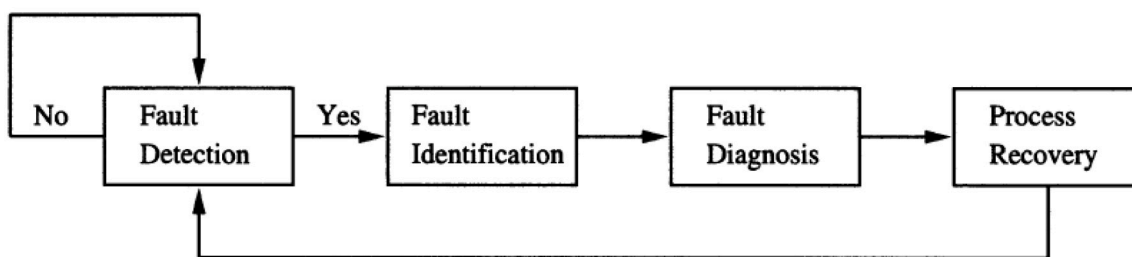 No
Fault
Detection
Yes
Fault
Identification
Fault
Diagnosis
Process
Recovery